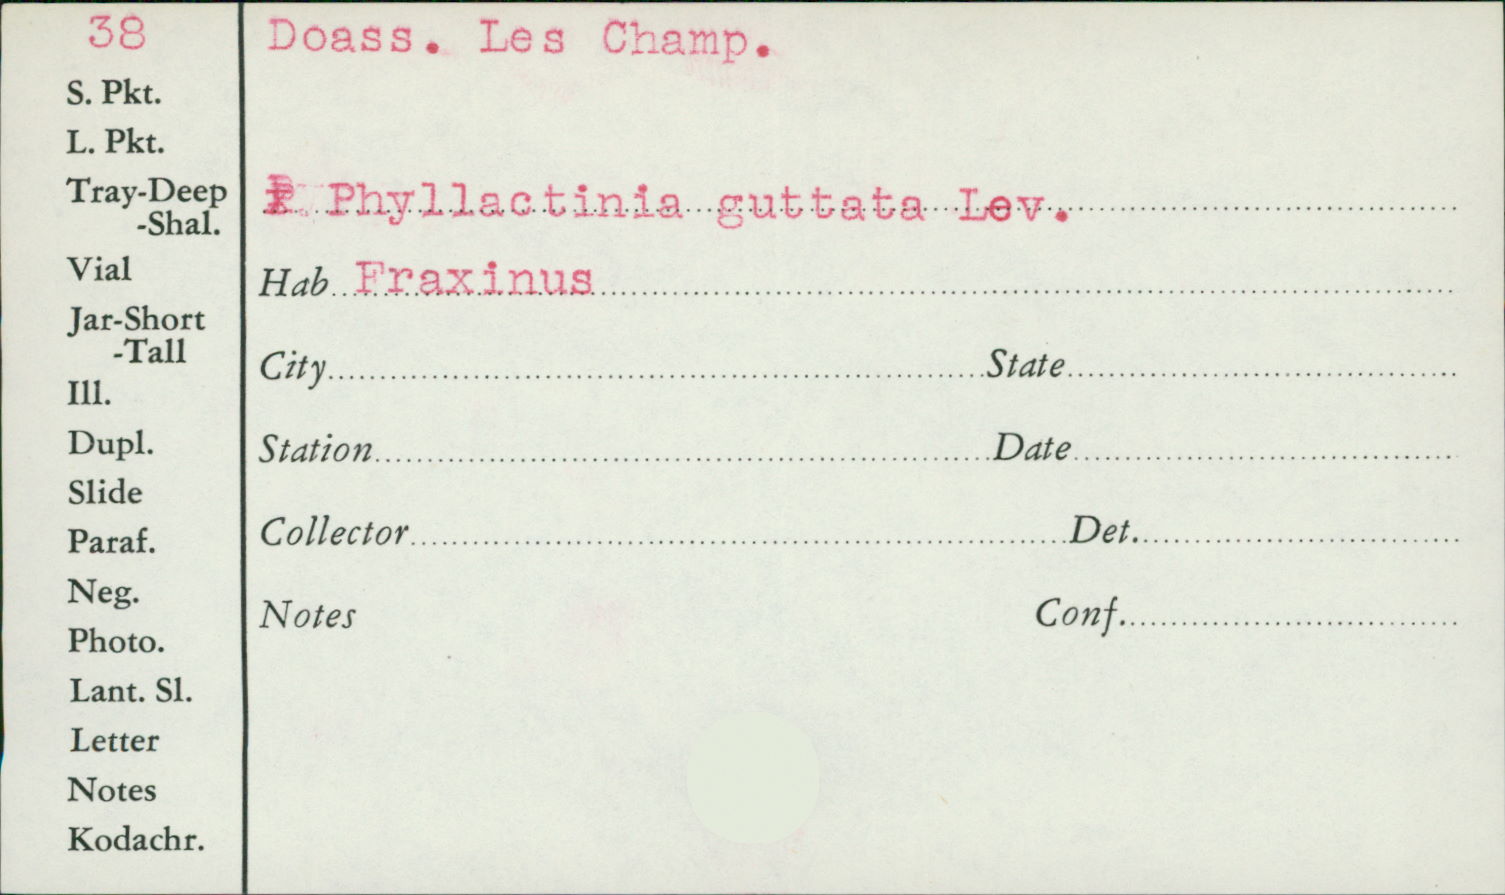 38
Doass. Les Champ.
S. Pkt.
L. Pkt.
Tray-Deep
-Shal.
Phyllactinia guttata Lev.
Vial
Hab Fraxinus
Jar-Short
-Tall
City State
Ill.
Dupl.
Station Date
Slide
Paraf.
Collector Det.
Neg.
Notes Conf.
Photo.
Lant. Sl.
Letter
Notes
Kodachr.